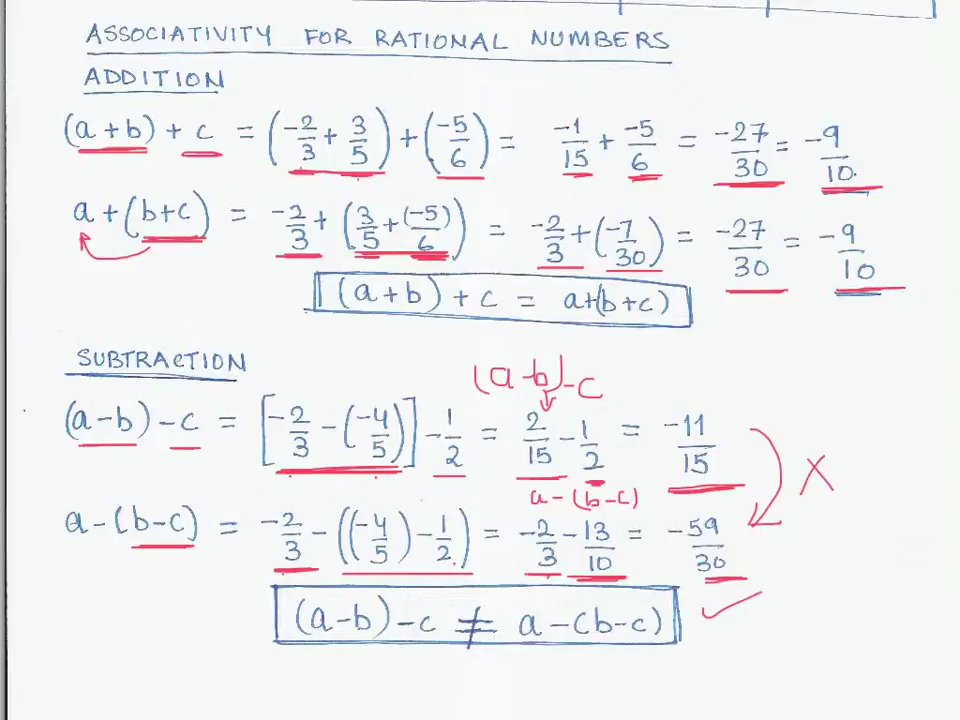 ASSOCIATIVITY FOR RATIONAL NUMBERS
ADDITION
(a+b) + c = (-2/3 + 3/5) + (-5/6) = -1/15 + -5/6 = -27/30 = -9/10
a + (b+c) = -2/3 + (3/5 + (-5)/6) = -2/3 + (-7/30) = -27/30 = -9/10
(a+b) + c = a+(b+c)
SUBTRACTION
(a-b)-c
(a-b) - c = [-2/3 - (-4/5)] - 1/2 = 2/15 - 1/2 = -11/15
X
a-(b-c)
a-(b-c) = -2/3 - ((-4/5) - 1/2) = -2/3 - 13/10 = -59/30
(a-b)-c ≠ a-(b-c)